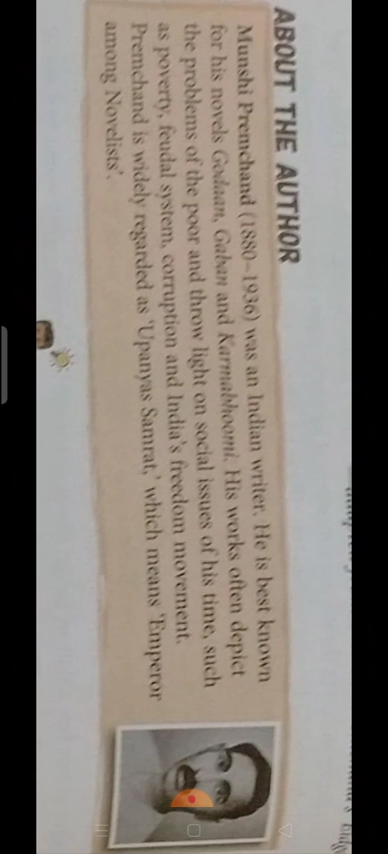 ABOUT THE AUTHOR
Munshi Premchand (1880–1936) was an Indian writer. He is best known
for his novels Godaan, Gaban and Karmabhoomi. His works often depict
the problems of the poor and throw light on social issues of his time, such
as poverty, feudal system, corruption and India's freedom movement.
Premchand is widely regarded as 'Upanyas Samrat,' which means 'Emperor
among Novelists'.